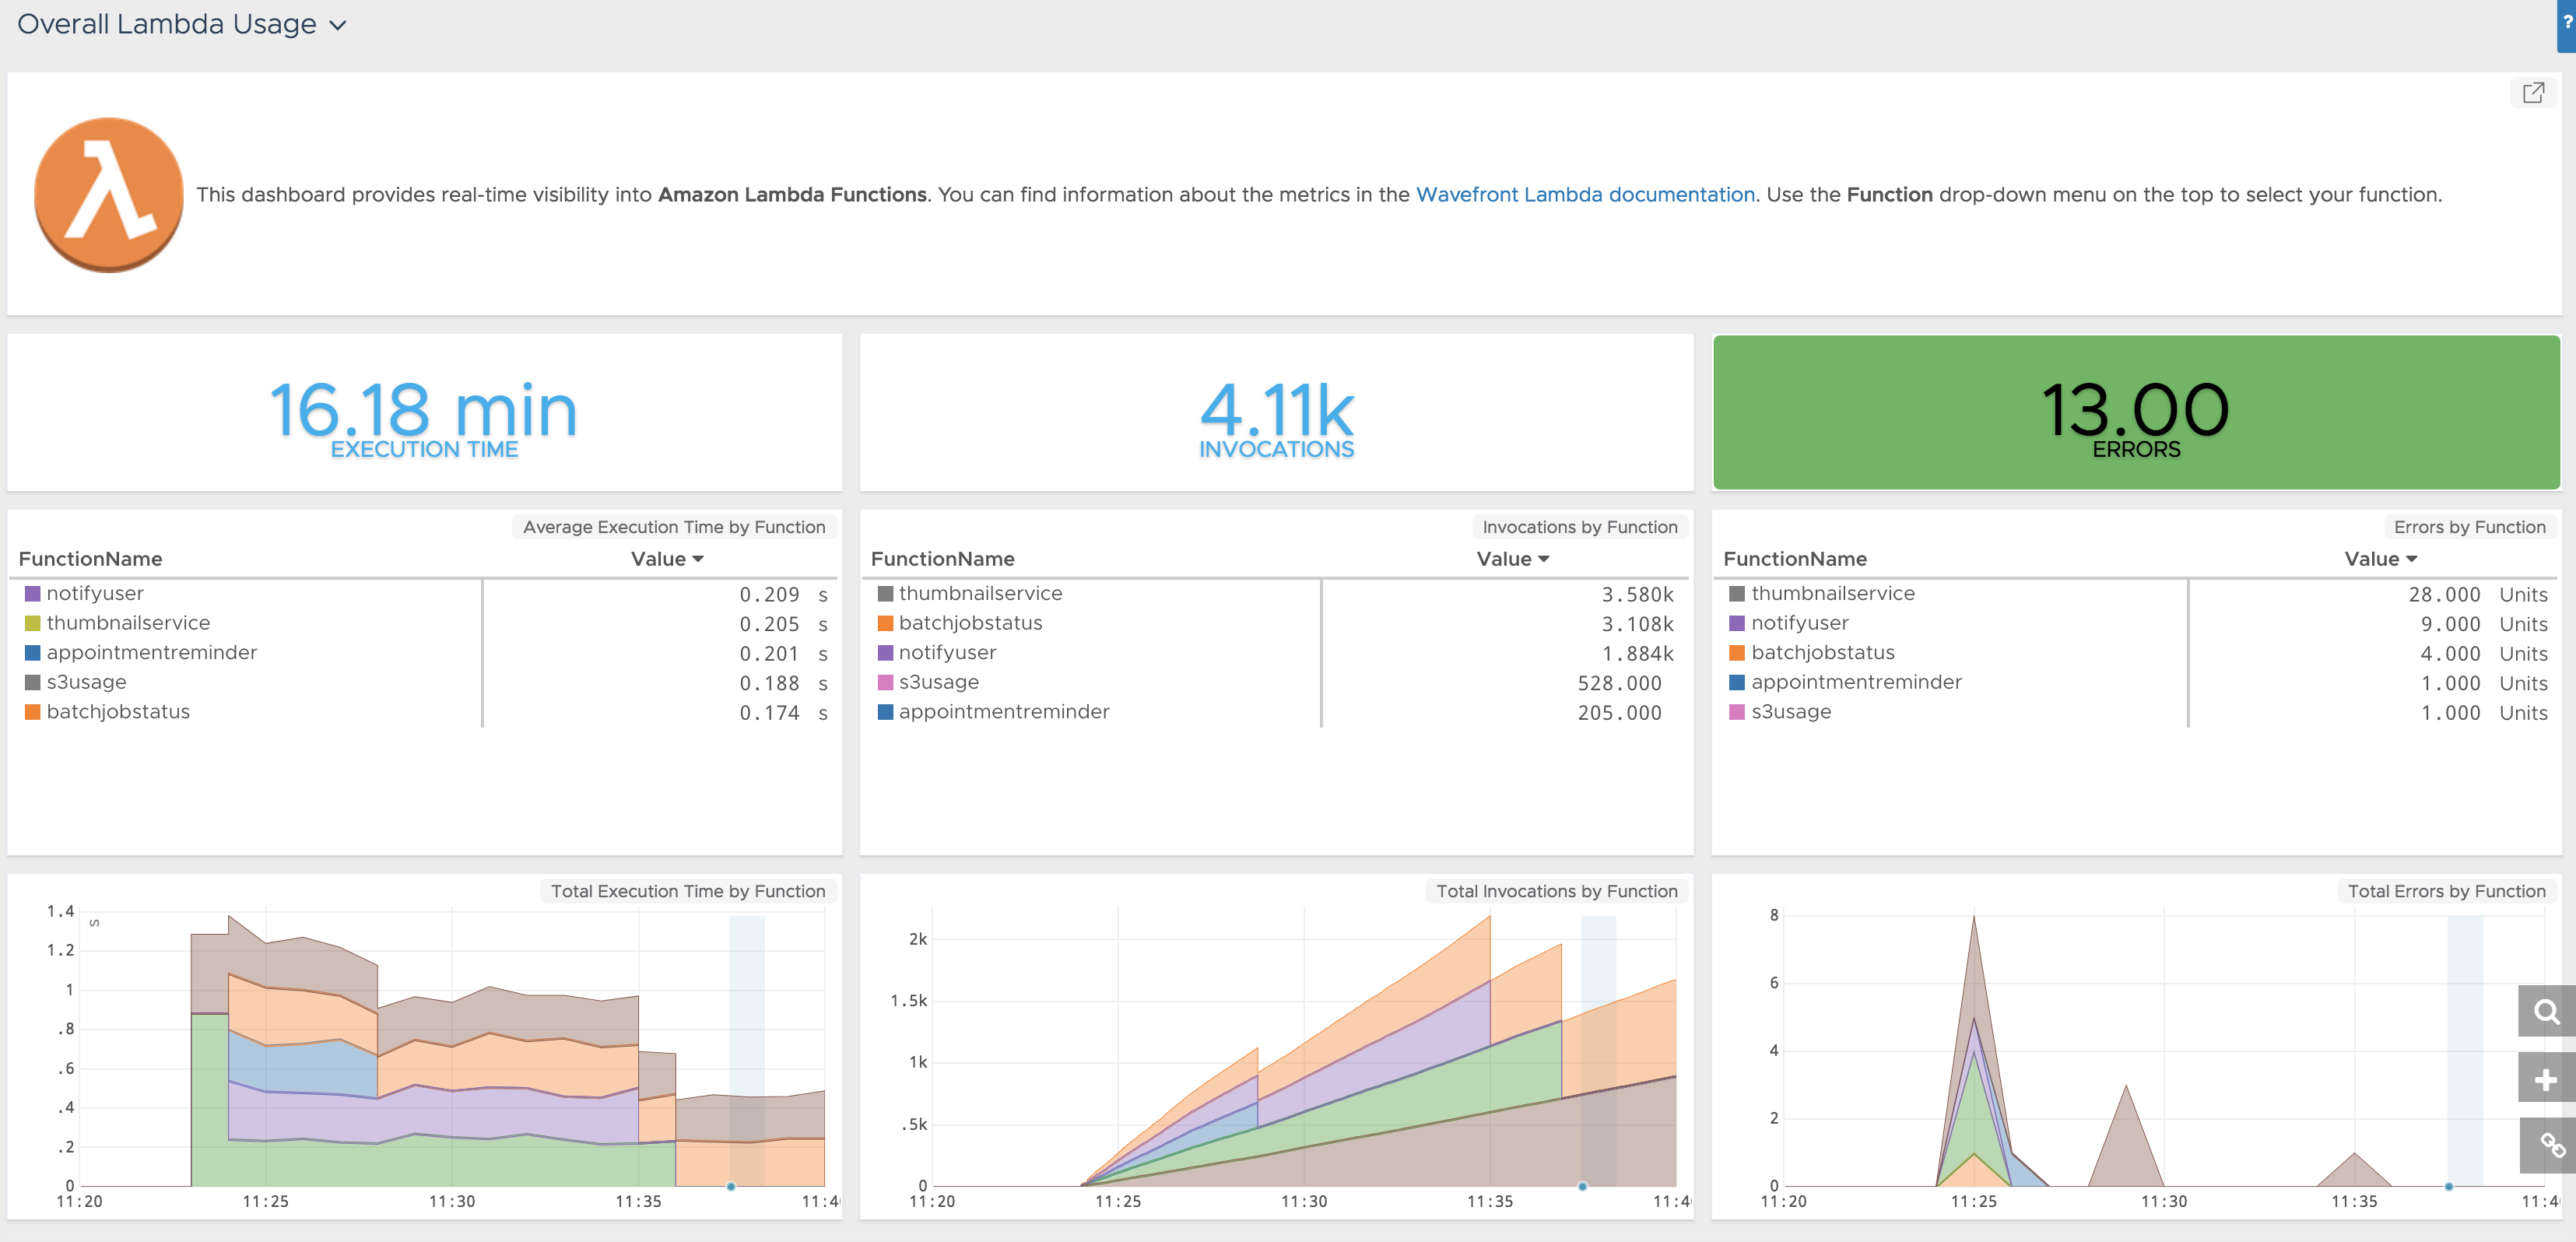 Overall Lambda Usage
?
This dashboard provides real-time visibility into Amazon Lambda Functions. You can find information about the metrics in the Wavefront Lambda documentation. Use the Function drop-down menu on the top to select your function.
16.18 min
EXECUTION TIME
4.11k
INVOCATIONS
13.00
ERRORS
Average Execution Time by Function
FunctionName Value
notifyuser 0.209 s
thumbnailservice 0.205 s
appointmentreminder 0.201 s
s3usage 0.188 s
batchjobstatus 0.174 s
Invocations by Function
FunctionName Value
thumbnailservice 3.580k
batchjobstatus 3.108k
notifyuser 1.884k
s3usage 528.000
appointmentreminder 205.000
Errors by Function
FunctionName Value
thumbnailservice 28.000 Units
notifyuser 9.000 Units
batchjobstatus 4.000 Units
appointmentreminder 1.000 Units
s3usage 1.000 Units
Total Execution Time by Function
1.4
s
1.2
1
.8
.6
.4
.2
0
11:20 11:25 11:30 11:35 11:4
Total Invocations by Function
2k
1.5k
1k
.5k
0
11:20 11:25 11:30 11:35 11:4
Total Errors by Function
8
6
4
2
0
11:20 11:25 11:30 11:35 11:4